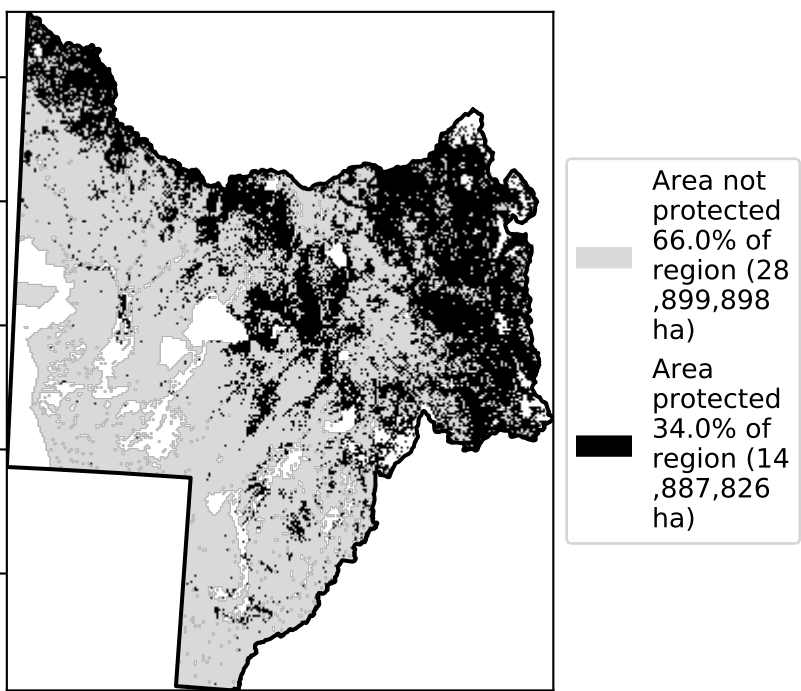 Area not
protected
66.0% of
region (28
,899,898
ha)
Area
protected
34.0% of
region (14
,887,826
ha)